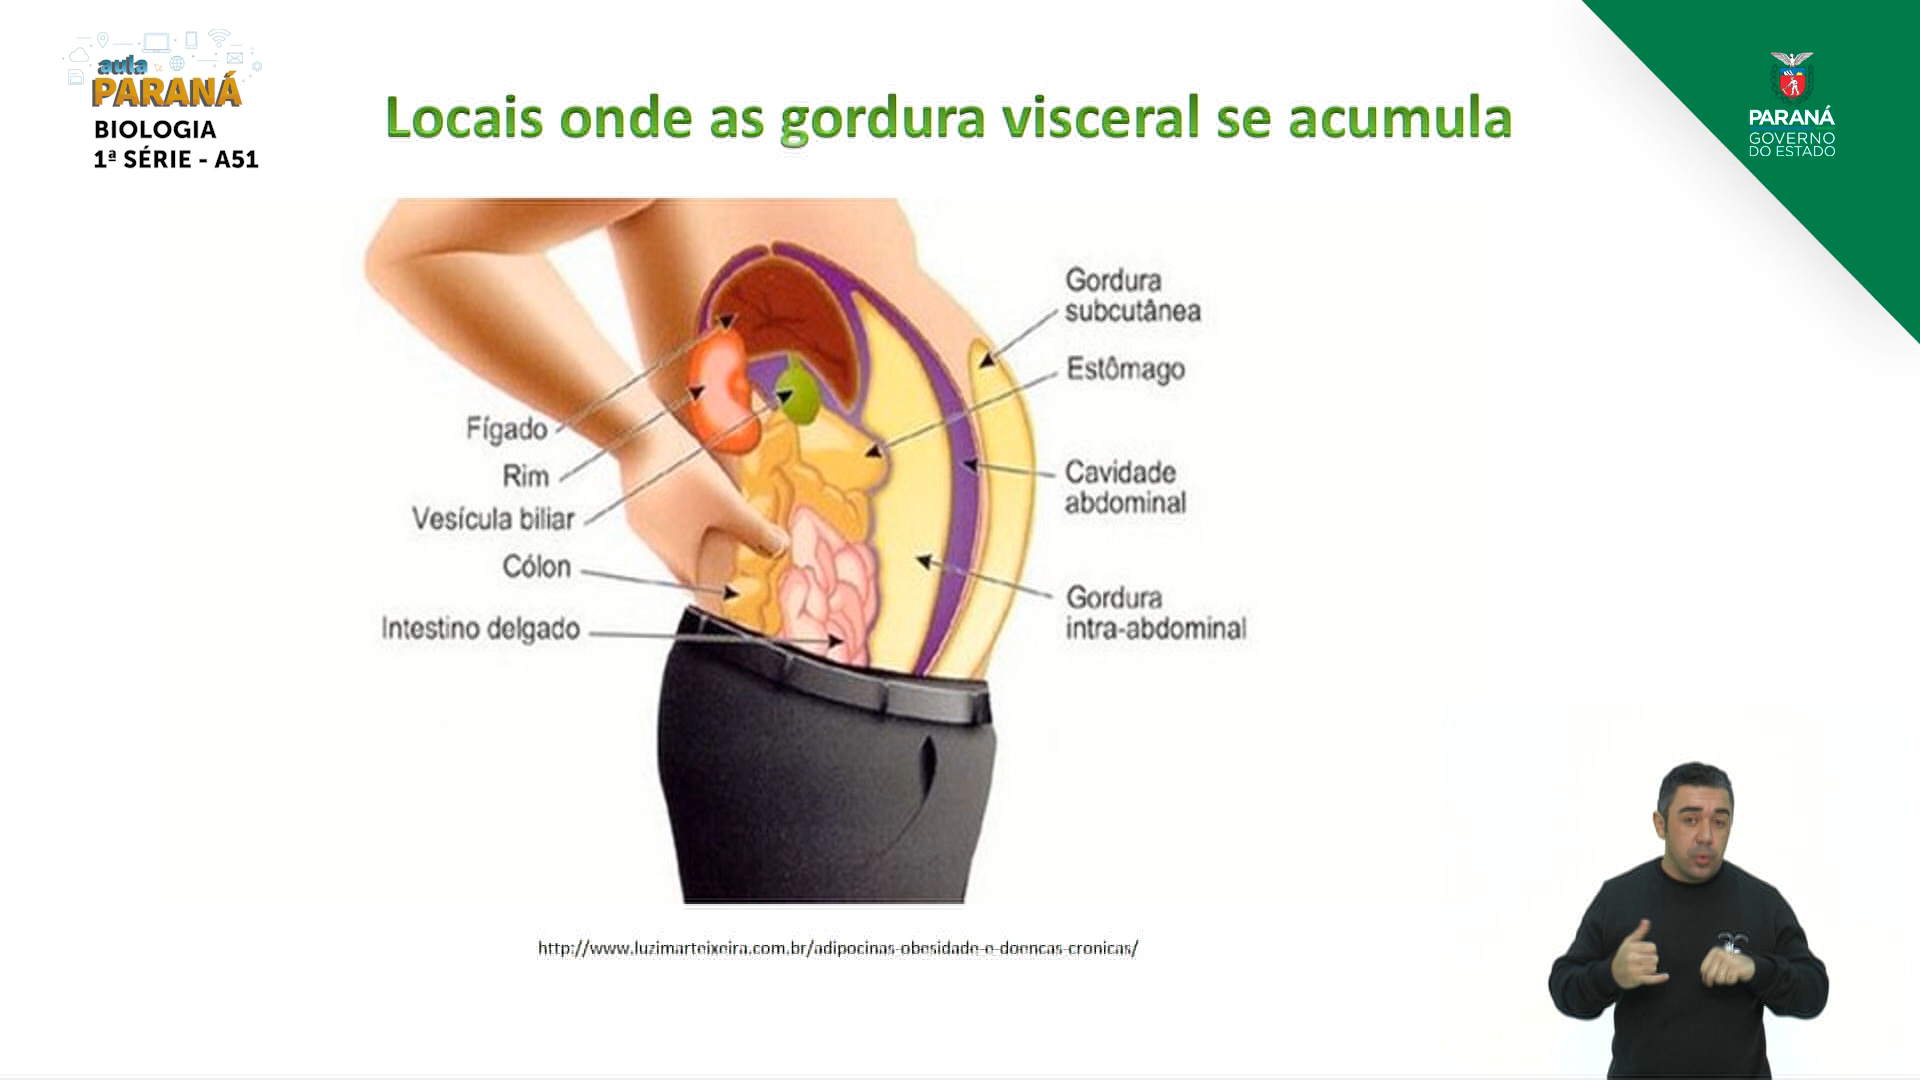 aula
PARANÁ
BIOLOGIA
1ª SÉRIE - A51
Locais onde as gordura visceral se acumula
PARANÁ
GOVERNO
DO ESTADO
Gordura
subcutânea
Estômago
Cavidade
abdominal
Gordura
intra-abdominal
Fígado
Rim
Vesícula biliar
Cólon
Intestino delgado
http://www.luzimarteixeira.com.br/adipocinas-obesidade-e-doencas-cronicas/